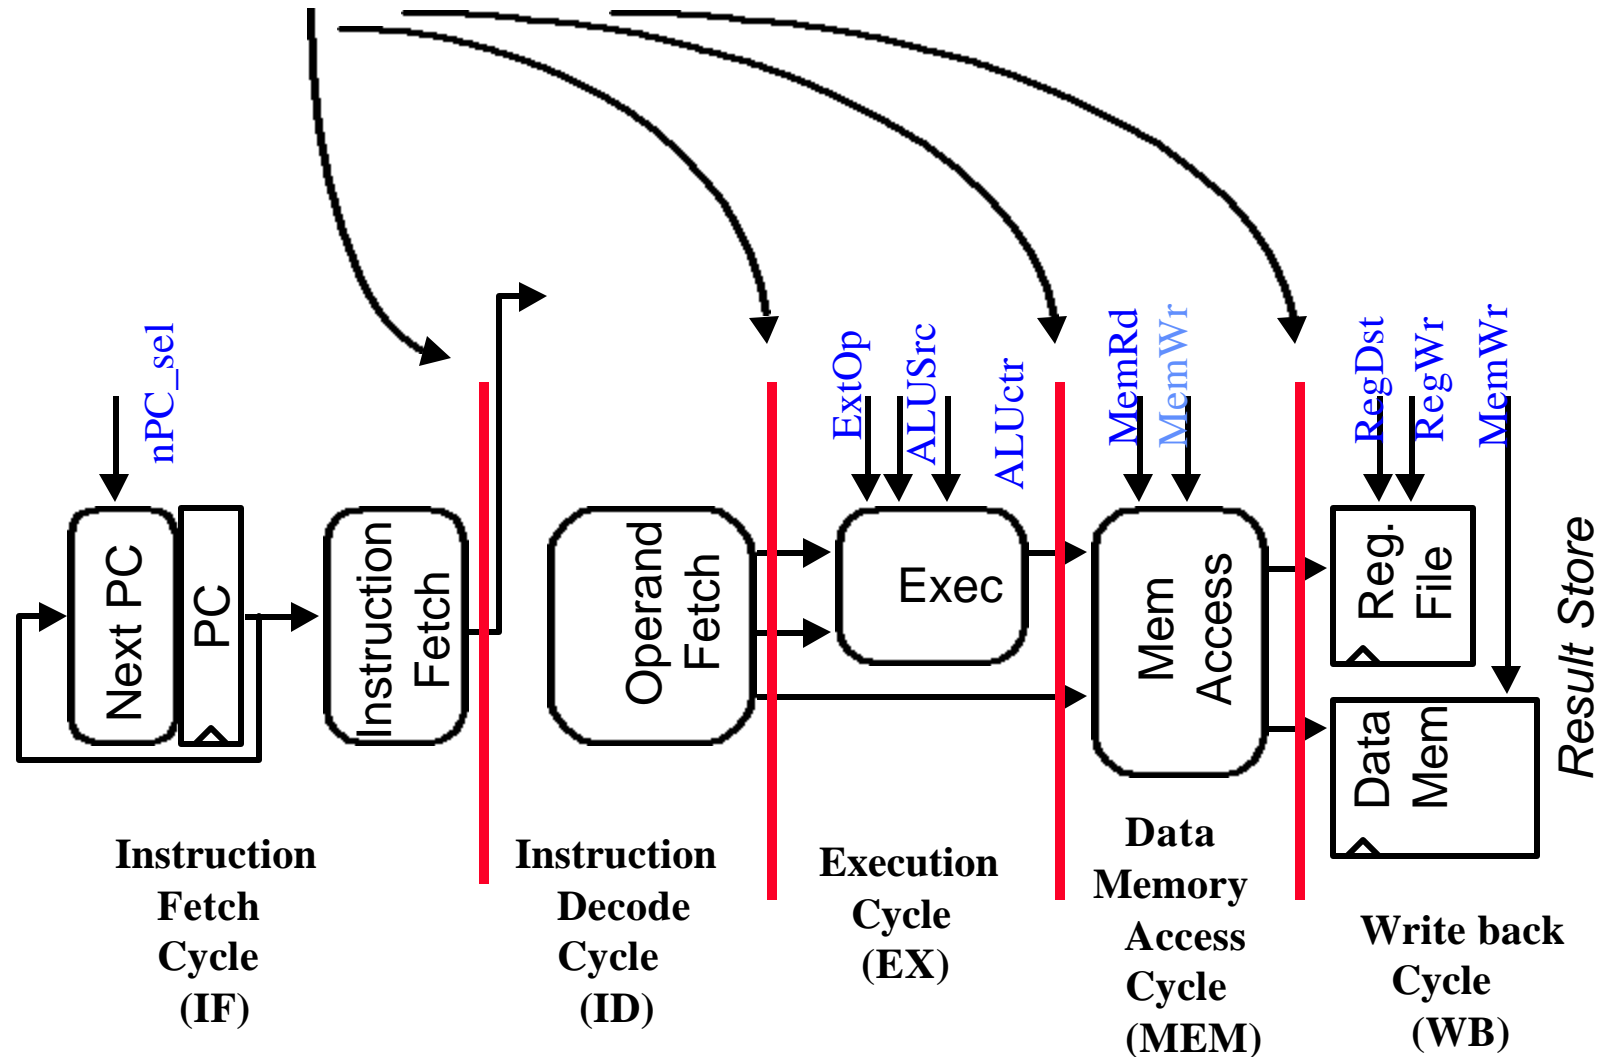 nPC_sel
ExtOp
ALUSrc
ALUctr
MemRd
MemWr
RegDst
RegWr
MemWr
Next PC
PC
Instruction
Fetch
Operand
Fetch
Exec
Mem
Access
Reg.
File
Data
Mem
Result Store
Instruction
Fetch
Cycle
(IF)
Instruction
Decode
Cycle
(ID)
Execution
Cycle
(EX)
Data
Memory
Access
Cycle
(MEM)
Write back
Cycle
(WB)